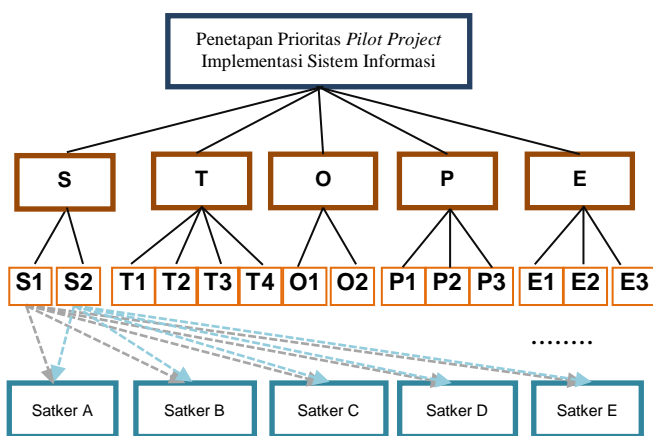 Penetapan Prioritas Pilot Project
Implementasi Sistem Informasi
S T O P E
S1 S2 T1 T2 T3 T4 O1 O2 P1 P2 P3 E1 E2 E3
........
Satker A Satker B Satker C Satker D Satker E